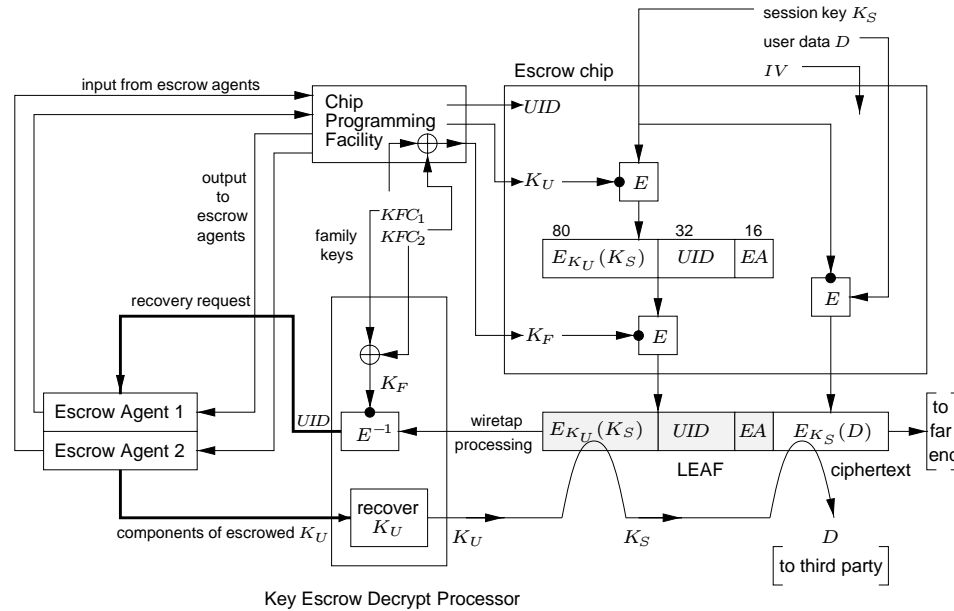 session key K_S
user data D
IV
Escrow chip
input from escrow agents
Chip
Programming
Facility
UID
K_U
E
output
to
escrow
agents
KFC_1
KFC_2
family
keys
80 32 16
E_{K_U}(K_S) UID EA
E
recovery request
K_F
E
K_F
Escrow Agent 1
Escrow Agent 2
UID
E^{-1}
wiretap
processing
E_{K_U}(K_S) UID EA E_{K_S}(D)
to
far
end
LEAF
ciphertext
recover
K_U
components of escrowed K_U
K_U
K_S
D
to third party
Key Escrow Decrypt Processor